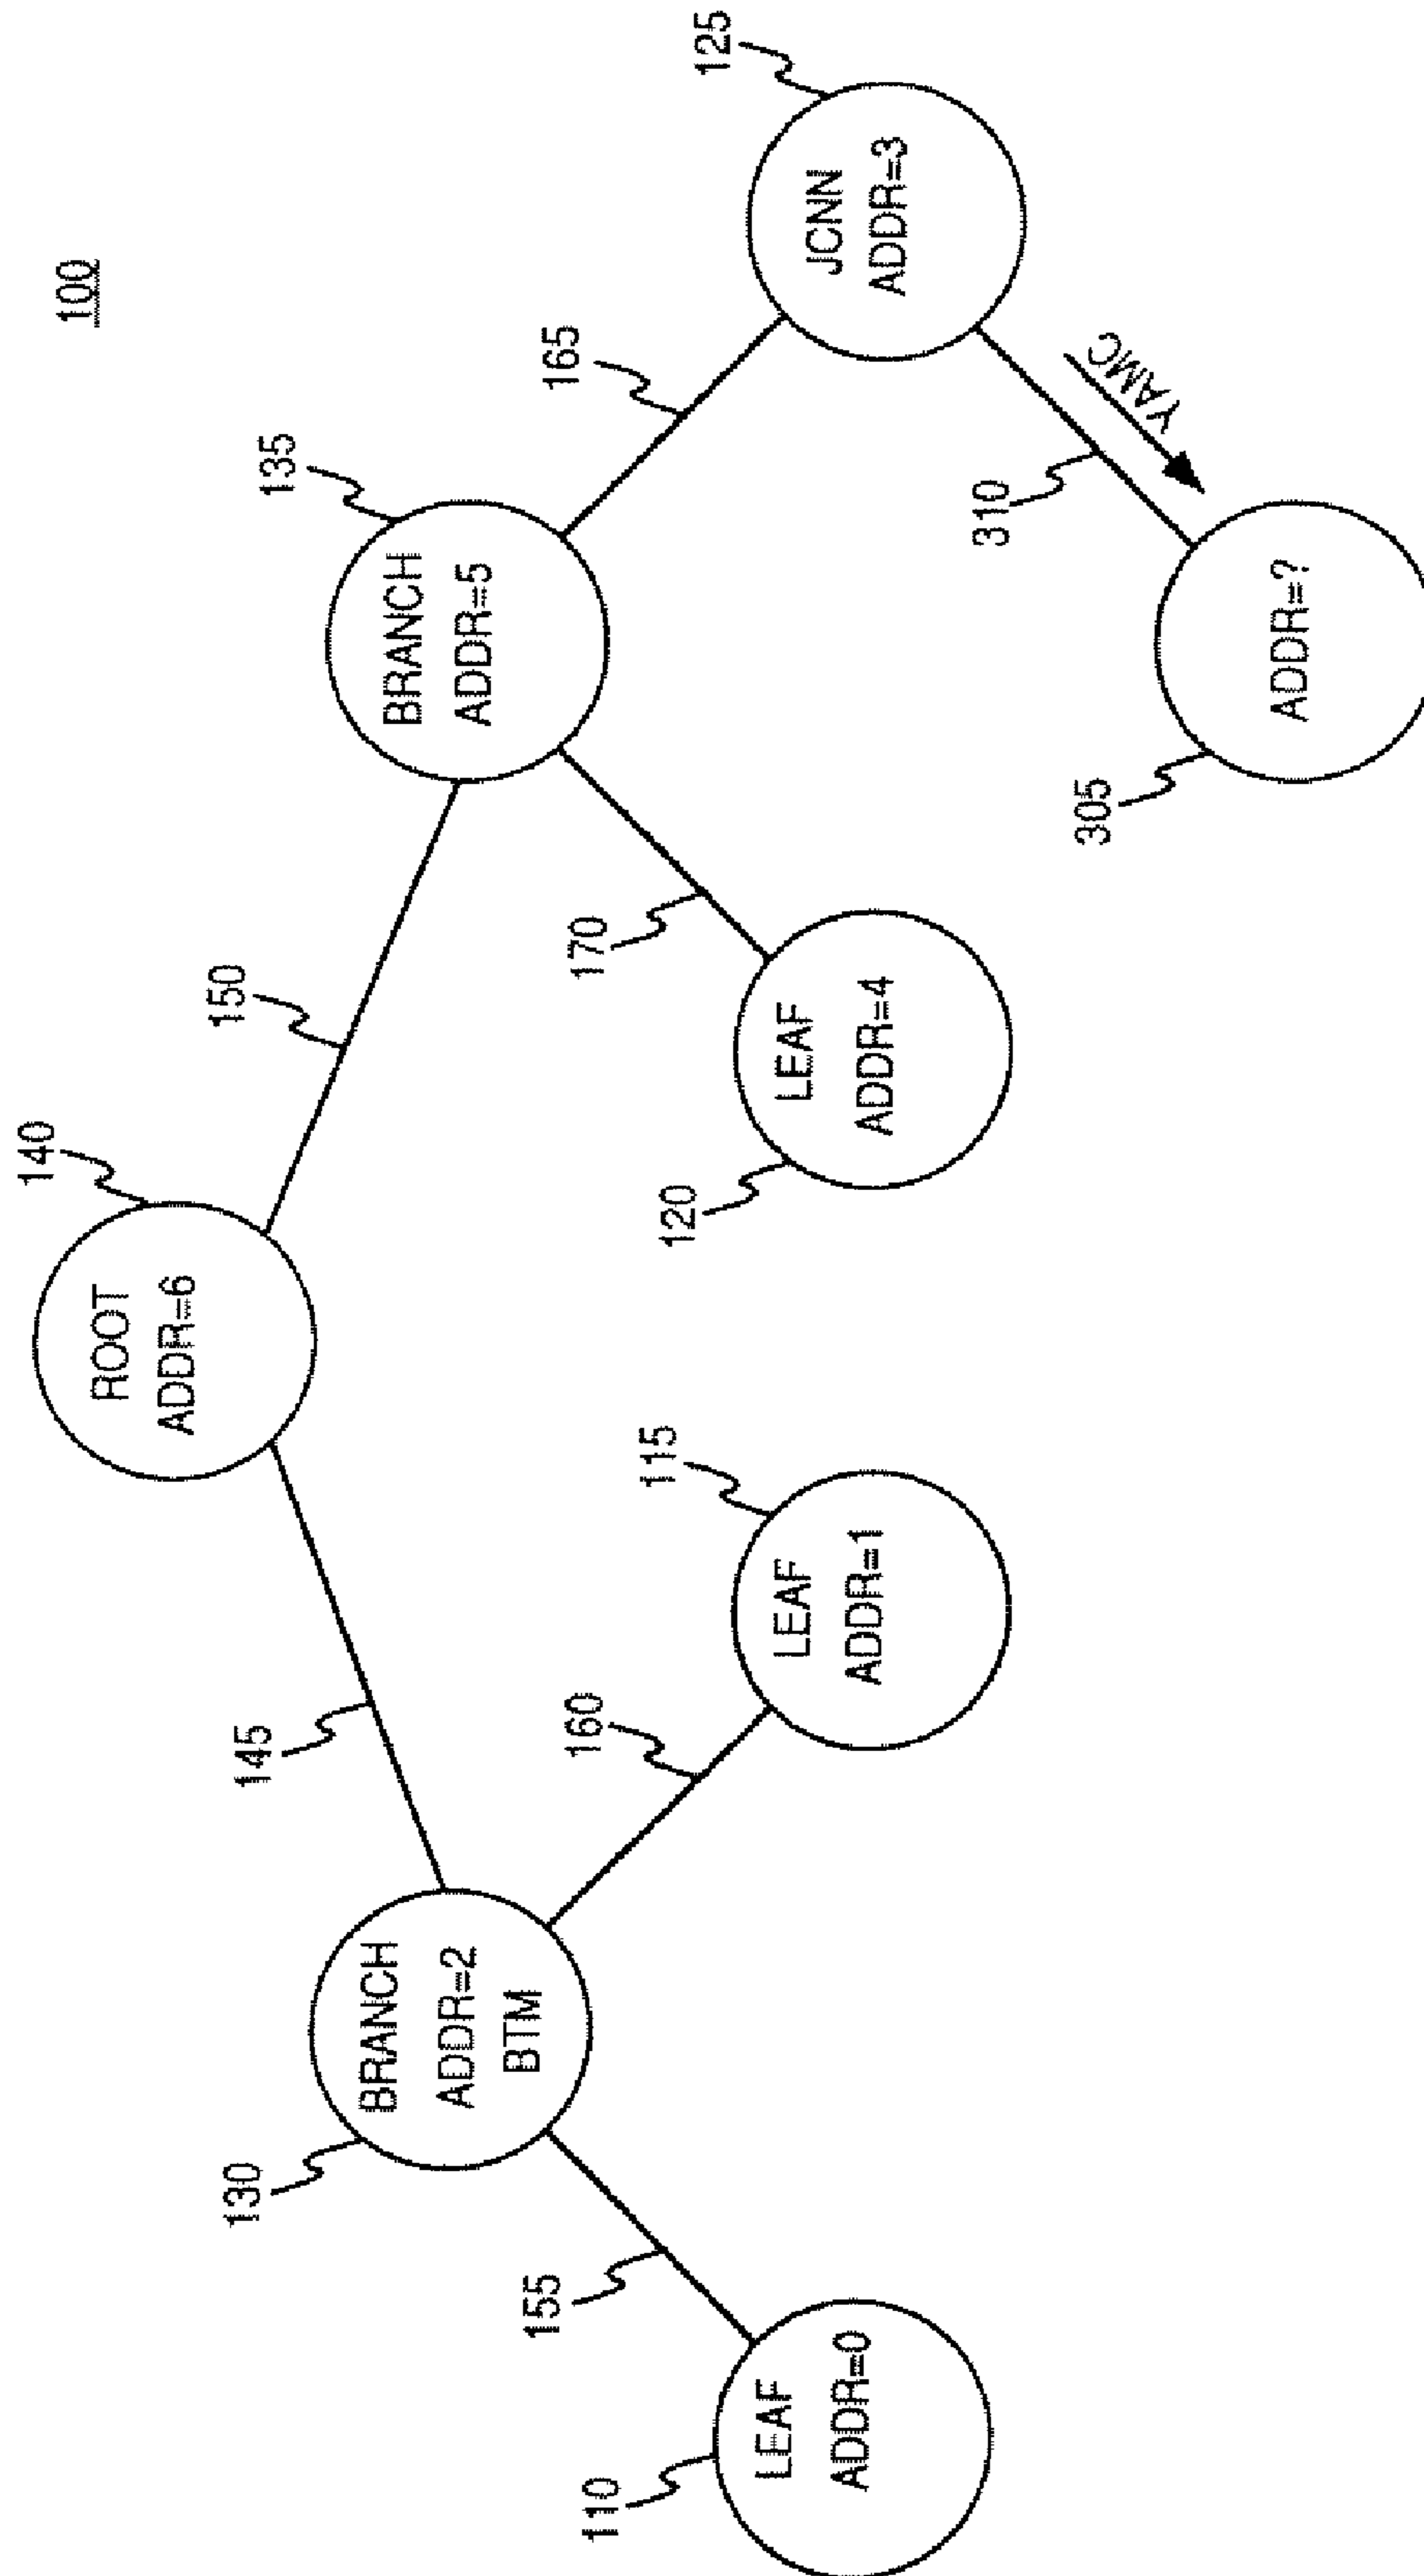 100
140
ROOT
ADDR=6
145
150
130
BRANCH
ADDR=2
BTM
135
BRANCH
ADDR=5
155
160
170
165
110
LEAF
ADDR=0
115
LEAF
ADDR=1
120
LEAF
ADDR=4
125
JCNN
ADDR=3
310
YAMC
305
ADDR=?